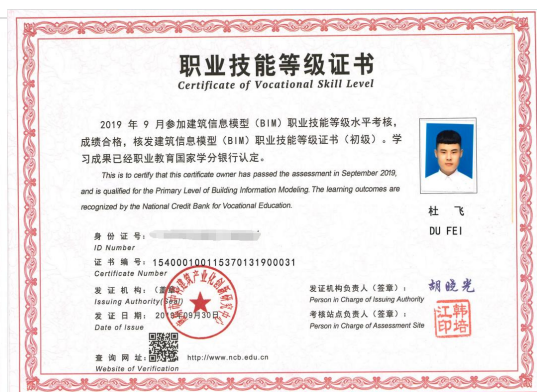 职业技能等级证书
Certificate of Vocational Skill Level
2019 年 9 月参加建筑信息模型（BIM）职业技能等级水平考核，
成绩合格，核发建筑信息模型（BIM）职业技能等级证书（初级）。学
习成果已经职业教育国家学分银行认定。
This is to certify that this certificate owner has passed the assessment in September 2019,
and is qualified for the Primary Level of Building Information Modeling. The learning outcomes are
recognized by the National Credit Bank for Vocational Education.
杜 飞
DU FEI
身 份 证 号：
ID Number
证 书 编 号：154000100115370131900031
Certificate Number
发 证 机 构：（盖章）
Issuing Authority(Seal)
发 证 日 期：2019年09月30日
Date of Issue
查 询 网 址： http://www.ncb.edu.cn
Website of Verification
发证机构负责人（签章）： 胡晓光
Person in Charge of Issuing Authority
考核站点负责人（签章）：
Person in Charge of Assessment Site
韩培
江印